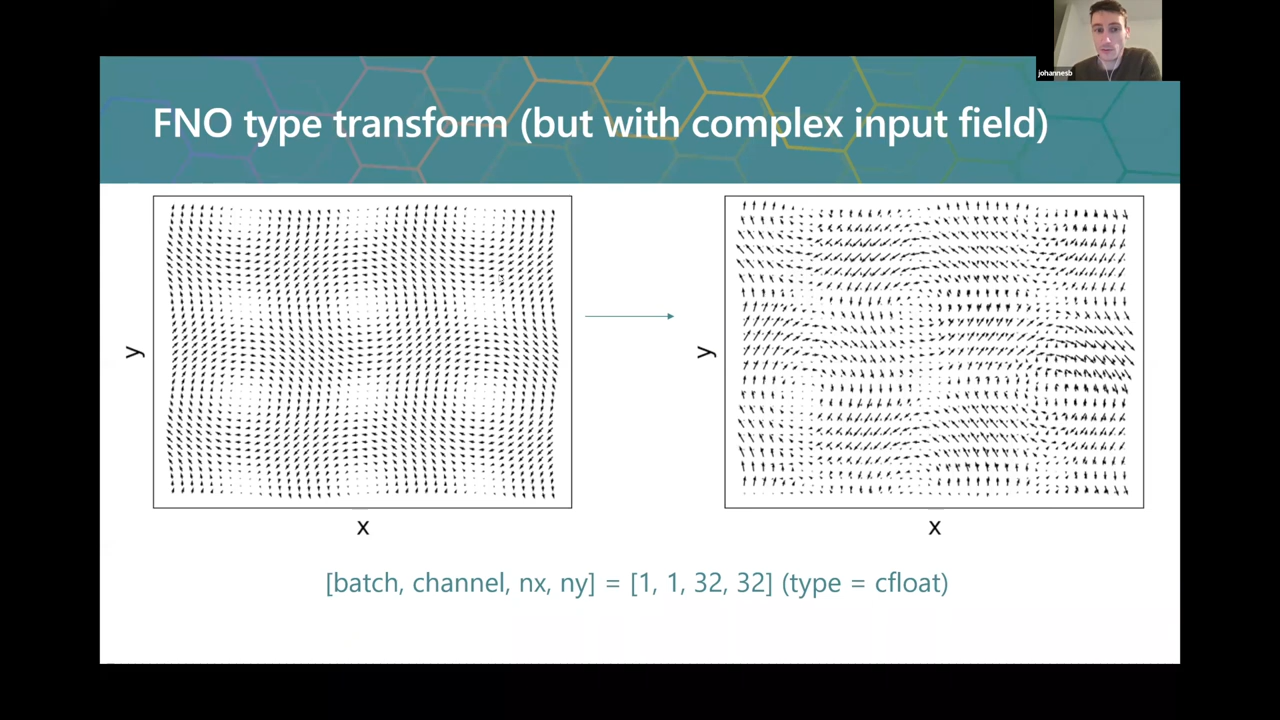 johannesb
FNO type transform (but with complex input field)
y
x
y
x
[batch, channel, nx, ny] = [1, 1, 32, 32] (type = cfloat)